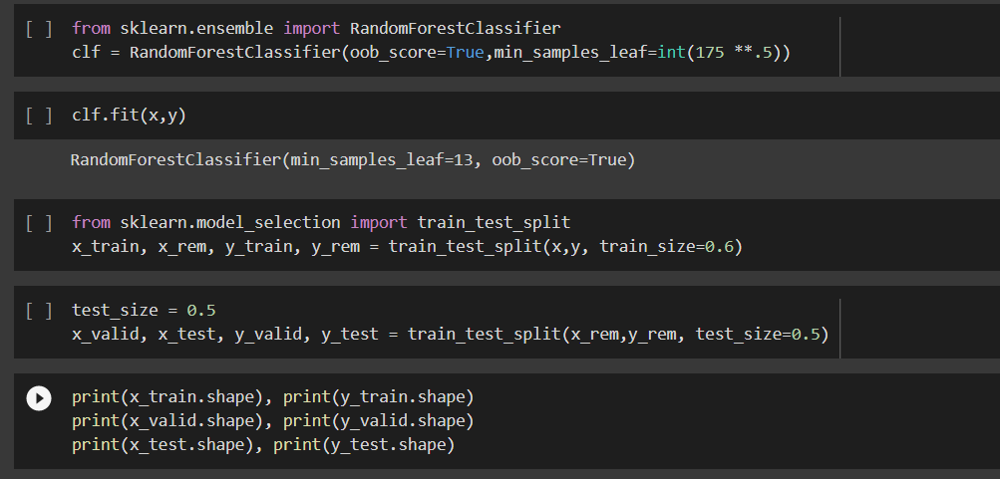 [ ] from sklearn.ensemble import RandomForestClassifier
clf = RandomForestClassifier(oob_score=True,min_samples_leaf=int(175 **.5))
[ ] clf.fit(x,y)
RandomForestClassifier(min_samples_leaf=13, oob_score=True)
[ ] from sklearn.model_selection import train_test_split
x_train, x_rem, y_train, y_rem = train_test_split(x,y, train_size=0.6)
[ ] test_size = 0.5
x_valid, x_test, y_valid, y_test = train_test_split(x_rem,y_rem, test_size=0.5)
print(x_train.shape), print(y_train.shape)
print(x_valid.shape), print(y_valid.shape)
print(x_test.shape), print(y_test.shape)